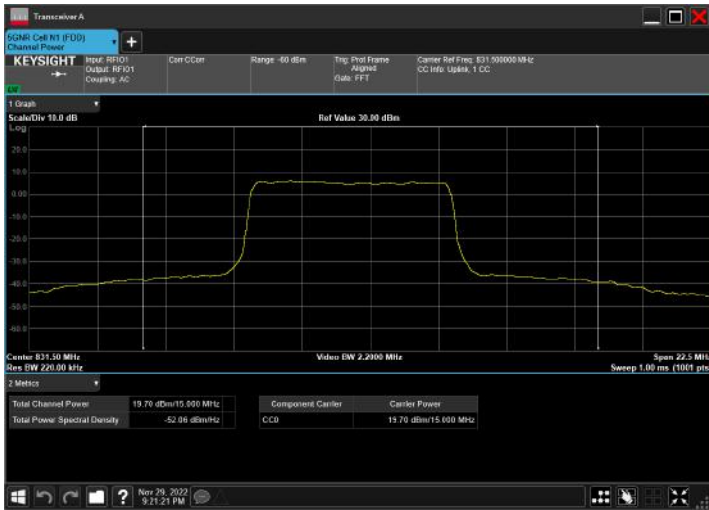 Transceiver A
5GNR Cell N1 (FDD)
Channel Power
KEYSIGHT
Input: RFIO1
Output: RFIO1
Coupling: AC
Corr CCorr
Range: -60 dBm
Trig: Prot Frame
Aligned
Gate: FFT
Carrier Ref Freq: 831.500000 MHz
CC Info: Uplink, 1 CC
1 Graph
Scale/Div 10.0 dB
Ref Value 30.00 dBm
Log
20.0
10.0
0.00
-10.0
-20.0
-30.0
-40.0
-50.0
-60.0
Center 831.50 MHz
Video BW 2.2000 MHz
Span 22.5 MHz
Res BW 220.00 kHz
Sweep 1.00 ms (1001 pts
2 Metrics
Total Channel Power 19.70 dBm/15.000 MHz
Total Power Spectral Density -52.06 dBm/Hz
Component Carrier Carrier Power
CC0 19.70 dBm/15.000 MHz
Nov 29, 2022
9:21:21 PM